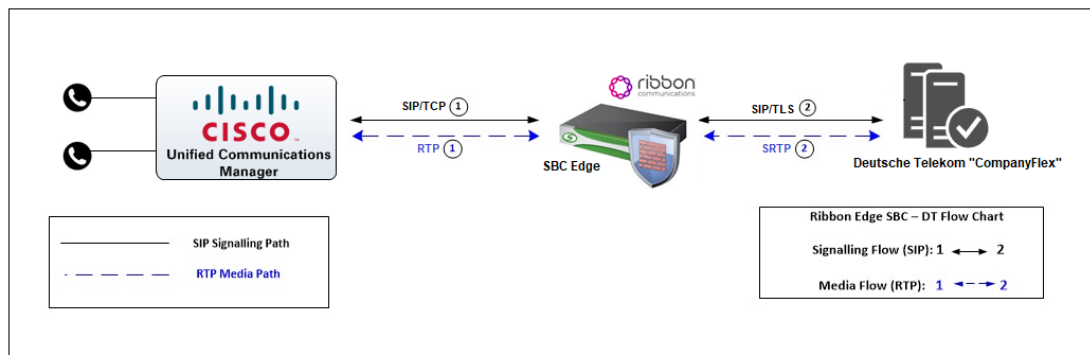 CISCO
Unified Communications
Manager
SIP/TCP 1
RTP 1
ribbon
communications
S
SBC Edge
SIP/TLS 2
SRTP 2
Deutsche Telekom "CompanyFlex"
SIP Signalling Path
RTP Media Path
Ribbon Edge SBC – DT Flow Chart
Signalling Flow (SIP): 1 2
Media Flow (RTP): 1 2